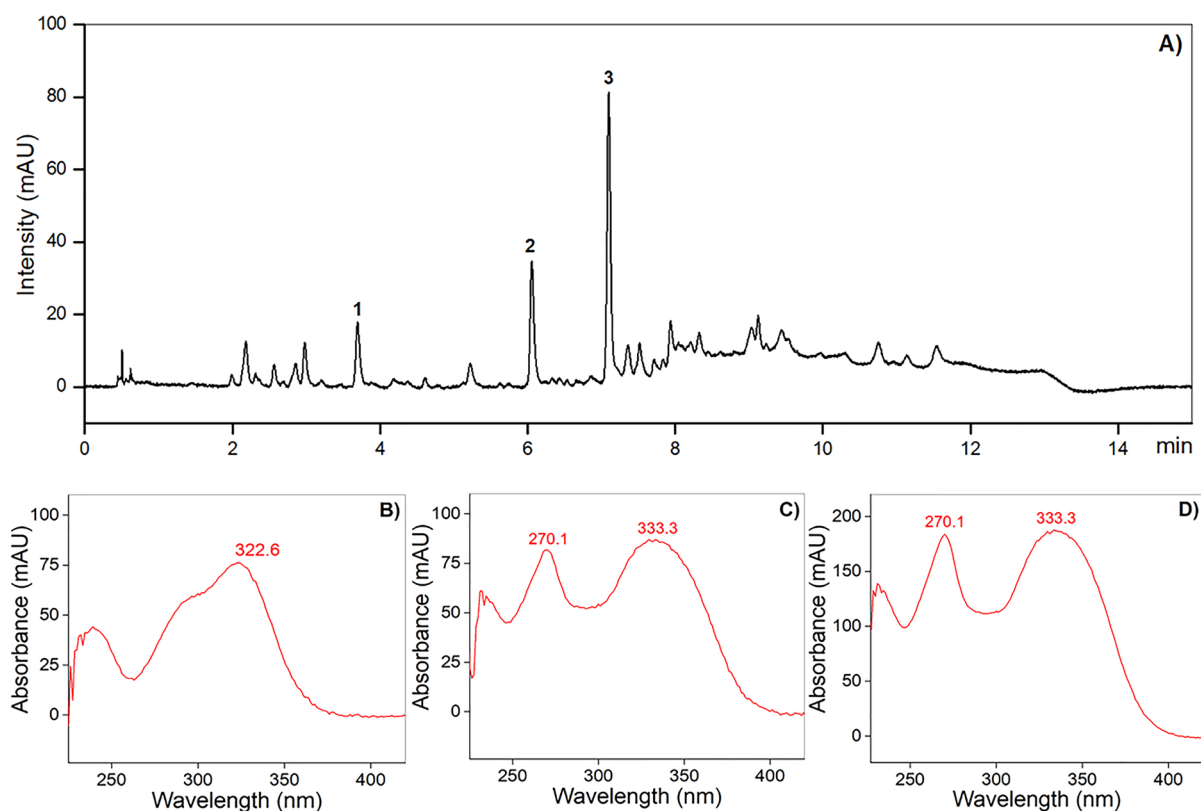 A)
Intensity (mAU)
100
80
60
40
20
0
1
2
3
0 2 4 6 8 10 12 14 min
B)
Absorbance (mAU)
100
75
50
25
0
322.6
250 300 350 400
Wavelength (nm)
C)
Absorbance (mAU)
100
75
50
25
0
270.1 333.3
250 300 350 400
Wavelength (nm)
D)
Absorbance (mAU)
200
150
100
50
0
270.1 333.3
250 300 350 400
Wavelength (nm)